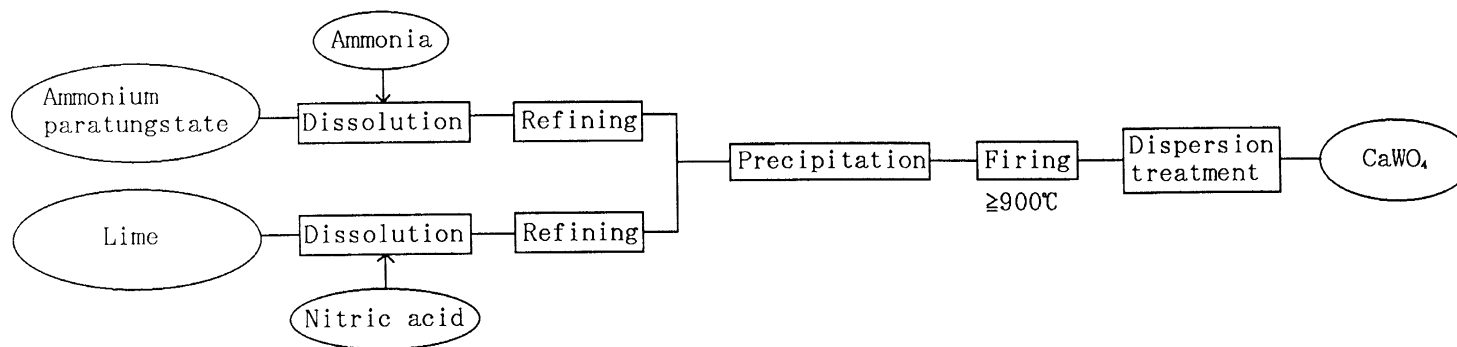 Ammonia
Ammonium
paratungstate
Dissolution
Refining
Precipitation
Firing
≧900℃
Dispersion
treatment
CaWO₄
Lime
Dissolution
Refining
Nitric acid